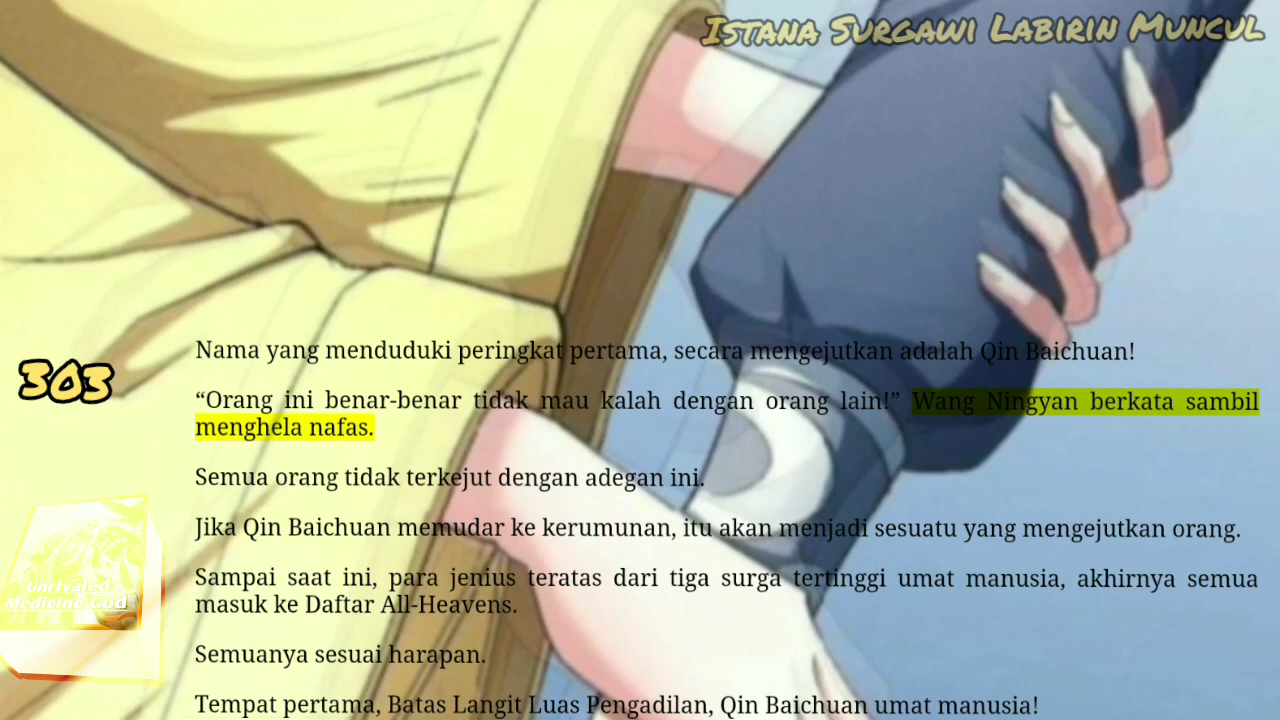 Istana Surgawi Labirin Muncul
Nama yang menduduki peringkat pertama, secara mengejutkan adalah Qin Baichuan!
303
“Orang ini benar-benar tidak mau kalah dengan orang lain!” Wang Ningyan berkata sambil
menghela nafas.
Semua orang tidak terkejut dengan adegan ini.
Jika Qin Baichuan memudar ke kerumunan, itu akan menjadi sesuatu yang mengejutkan orang.
Sampai saat ini, para jenius teratas dari tiga surga tertinggi umat manusia, akhirnya semua
masuk ke Daftar All-Heavens.
Unrivaled
Medicine God
Semuanya sesuai harapan.
Tempat pertama, Batas Langit Luas Pengadilan, Qin Baichuan umat manusia!